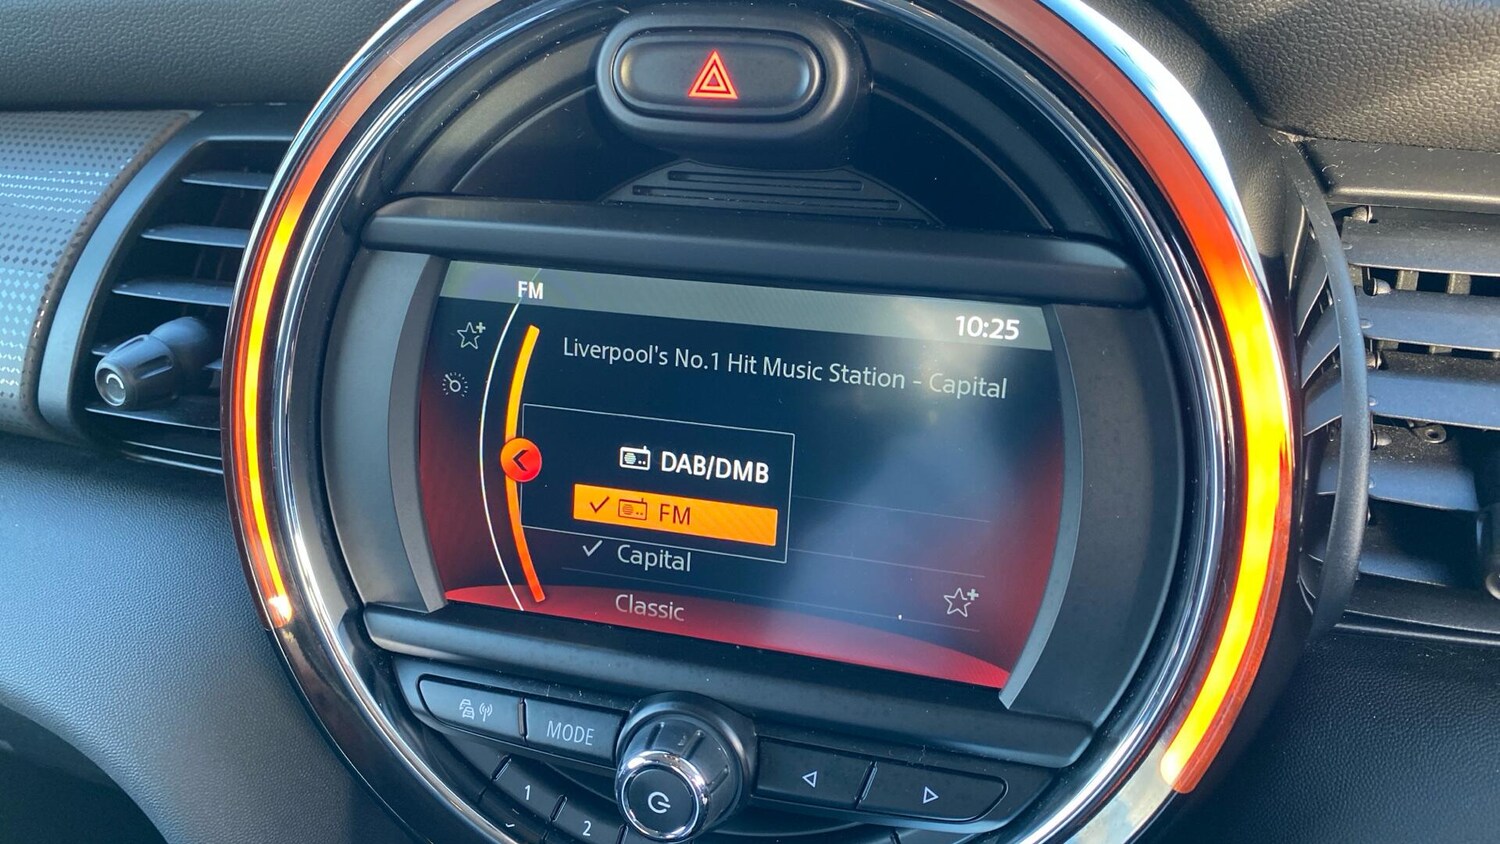 FM
10:25
Liverpool's No.1 Hit Music Station - Capital
DAB/DMB
FM
Capital
Classic
MODE
1
2